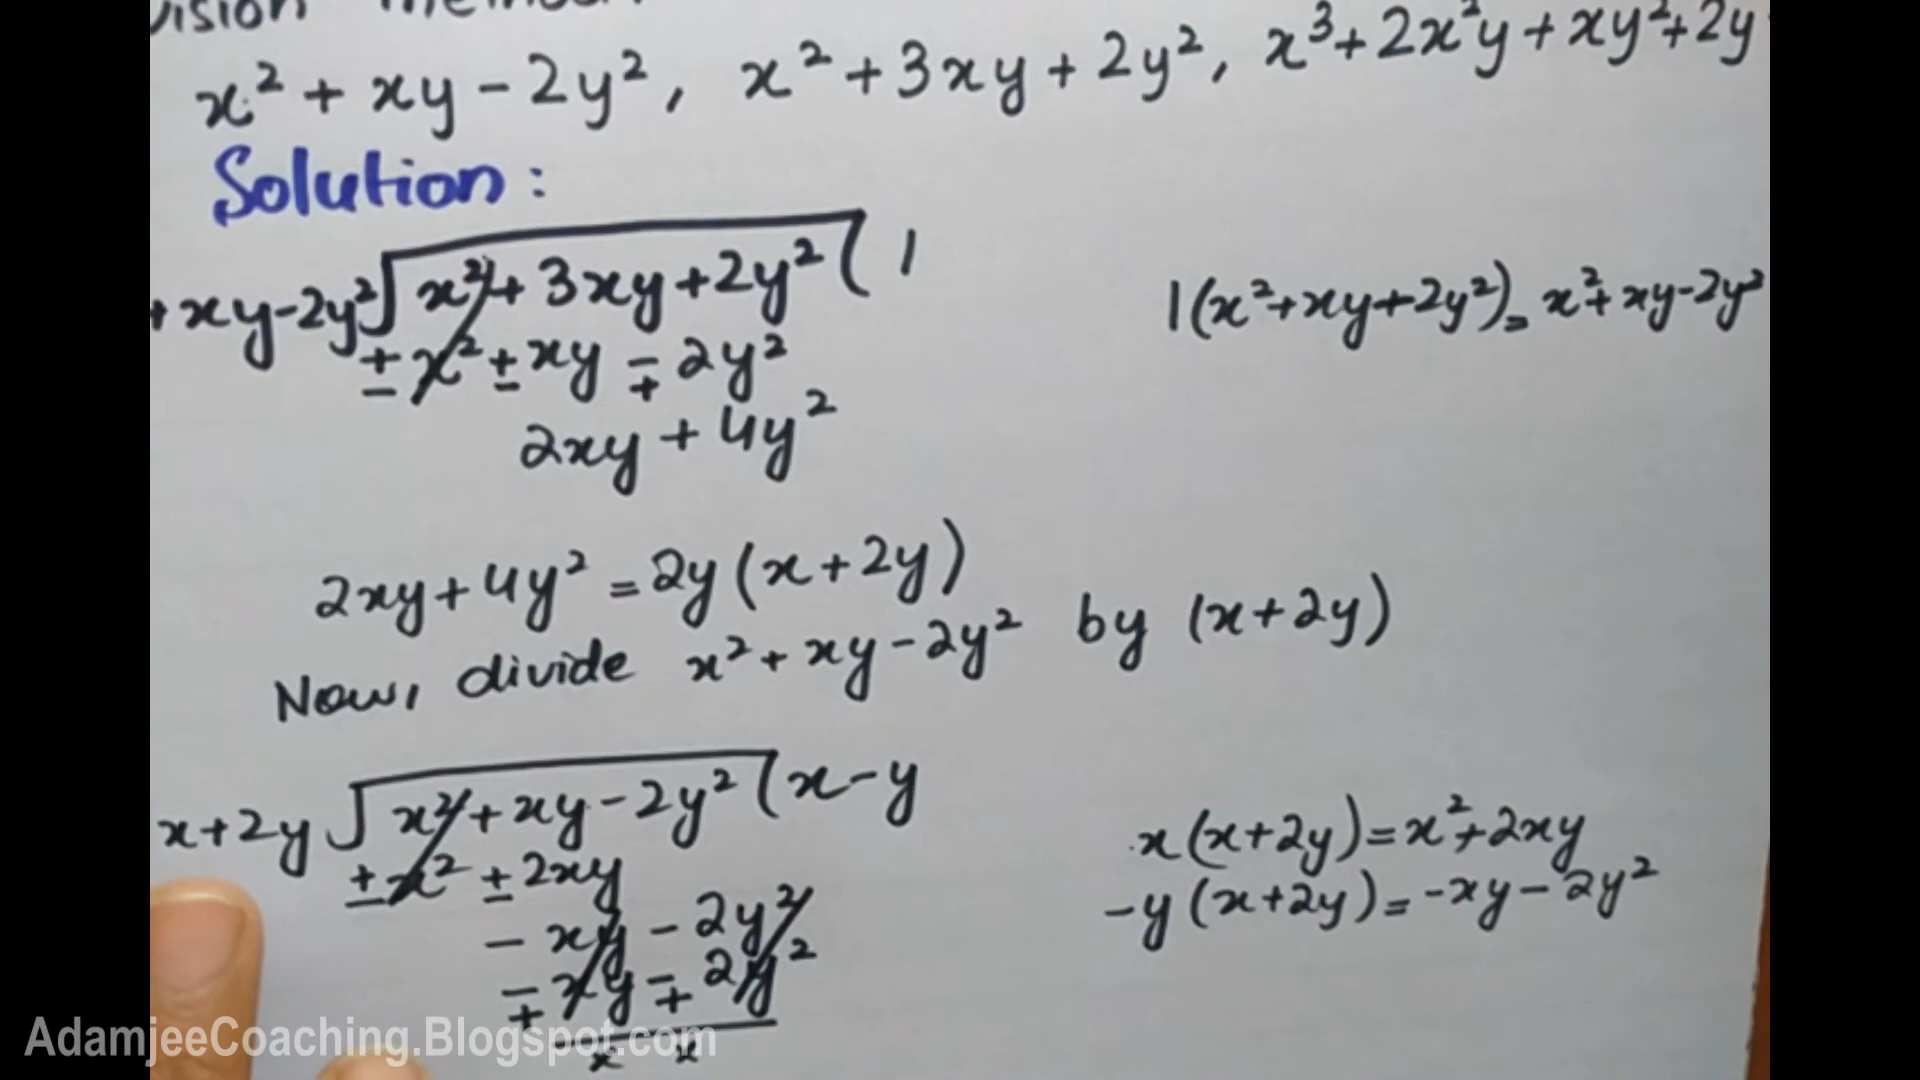 vision method.
x² + xy - 2y², x² + 3xy + 2y², x³ + 2x²y + xy² + 2y
Solution:
+ xy - 2y² √ x² + 3xy + 2y² ( 1
± x² ± xy ∓ 2y²
2xy + 4y²
1(x² + xy + 2y²) = x² + xy - 2y²
2xy + 4y² = 2y (x + 2y)
Now, divide x² + xy - 2y² by (x + 2y)
x + 2y √ x² + xy - 2y² ( x - y
± x² ± 2xy
- xy - 2y²
∓ xy ∓ 2y²
x x
x(x + 2y) = x² + 2xy
-y (x + 2y) = -xy - 2y²
AdamjeeCoaching.Blogspot.com